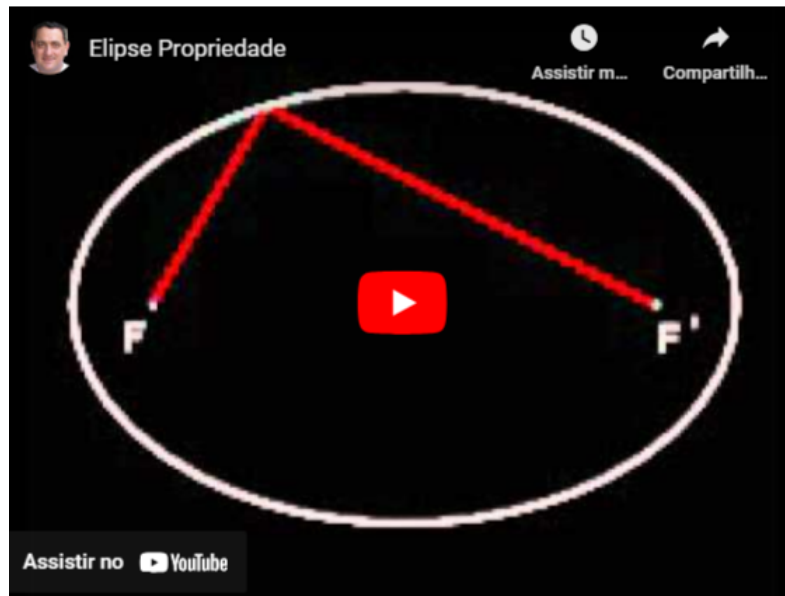 Elipse Propriedade
Assistir m...
Compartilh...
F
F'
Assistir no YouTube